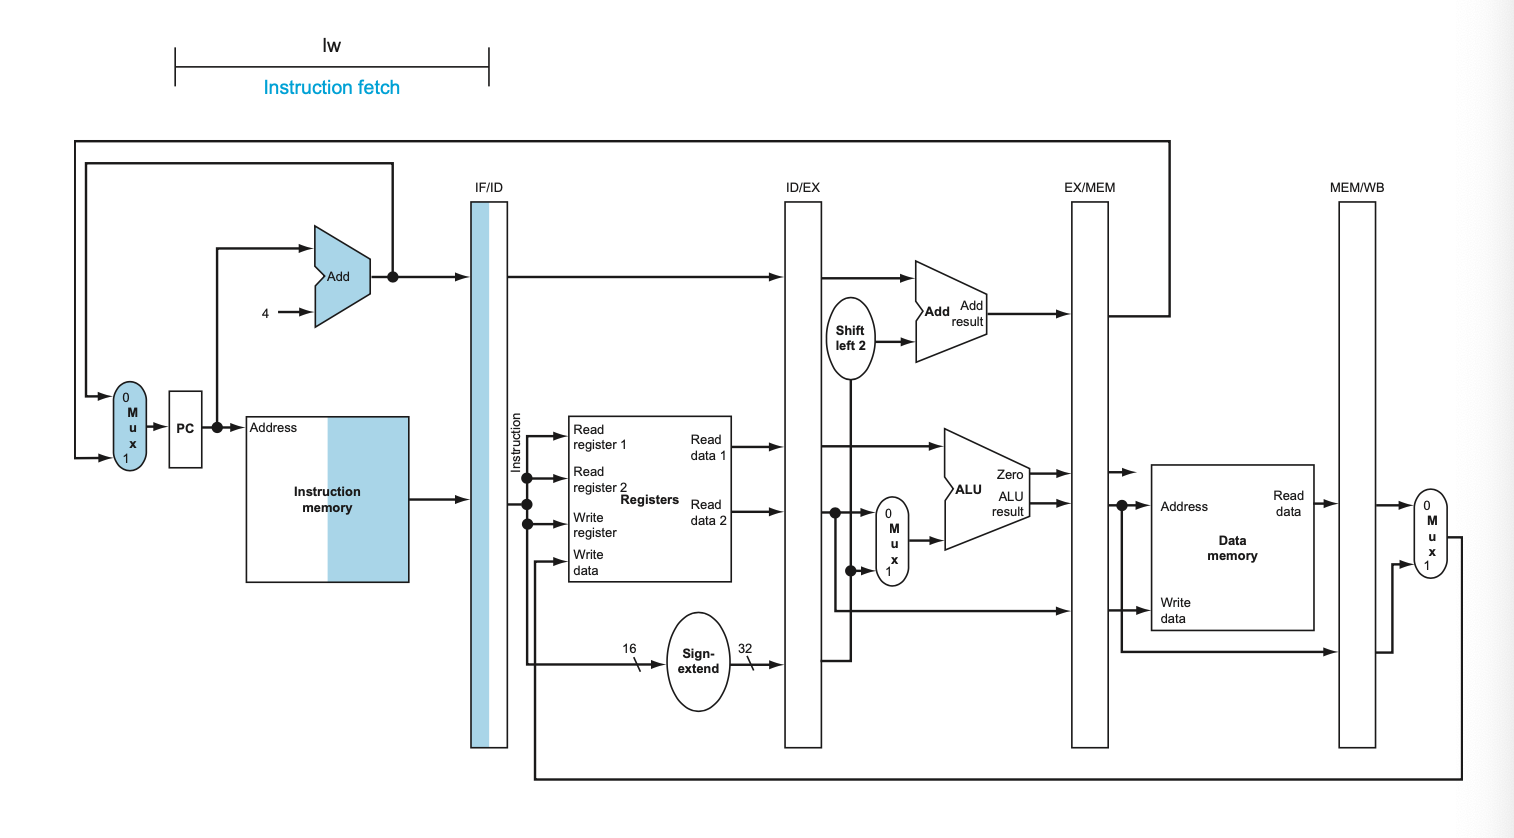 lw
Instruction fetch
IF/ID
ID/EX
EX/MEM
MEM/WB
Add
4
0
M
u
x
1
PC
Address
Instruction
memory
Instruction
Read
register 1
Read
register 2
Registers
Write
register
Write
data
Read
data 1
Read
data 2
16
Sign-
extend
32
Shift
left 2
Add
Add
result
0
M
u
x
1
ALU
Zero
ALU
result
Address
Read
data
Data
memory
Write
data
0
M
u
x
1